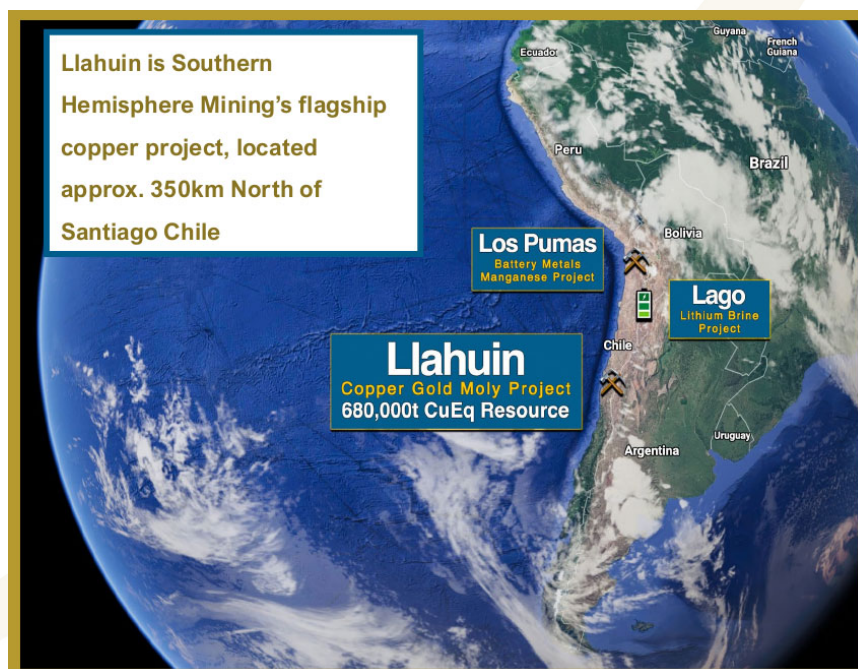 Llahuin is Southern
Hemisphere Mining's flagship
copper project, located
approx. 350km North of
Santiago Chile
Guyana
French
Guiana
Ecuador
Peru
Brazil
Bolivia
Los Pumas
Battery Metals
Manganese Project
Lago
Lithium Brine
Project
Chile
Llahuin
Copper Gold Moly Project
680,000t CuEq Resource
Uruguay
Argentina